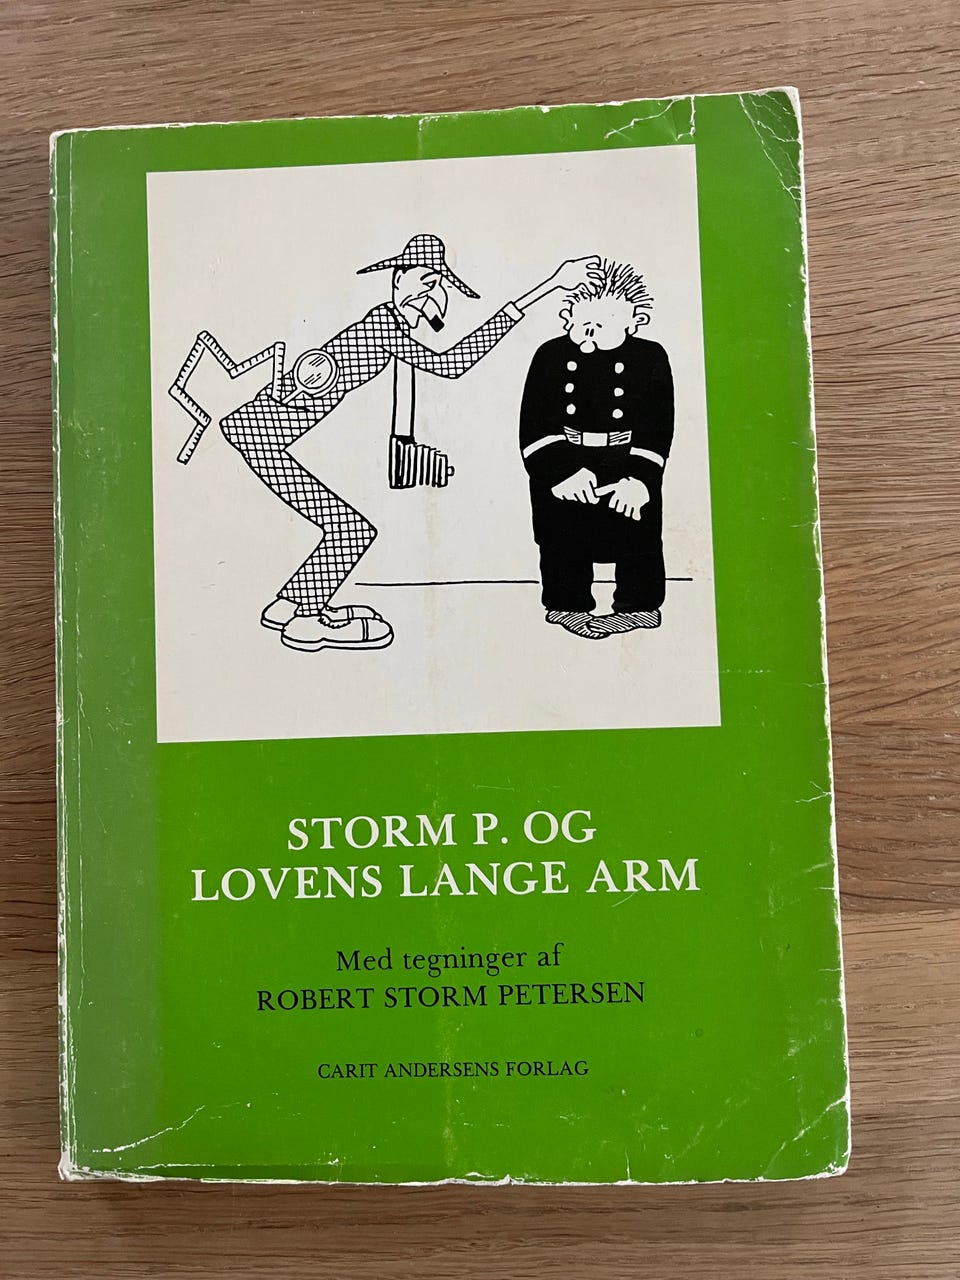 STORM P. OG
LOVENS LANGE ARM
Med tegninger af
ROBERT STORM PETERSEN
CARIT ANDERSENS FORLAG